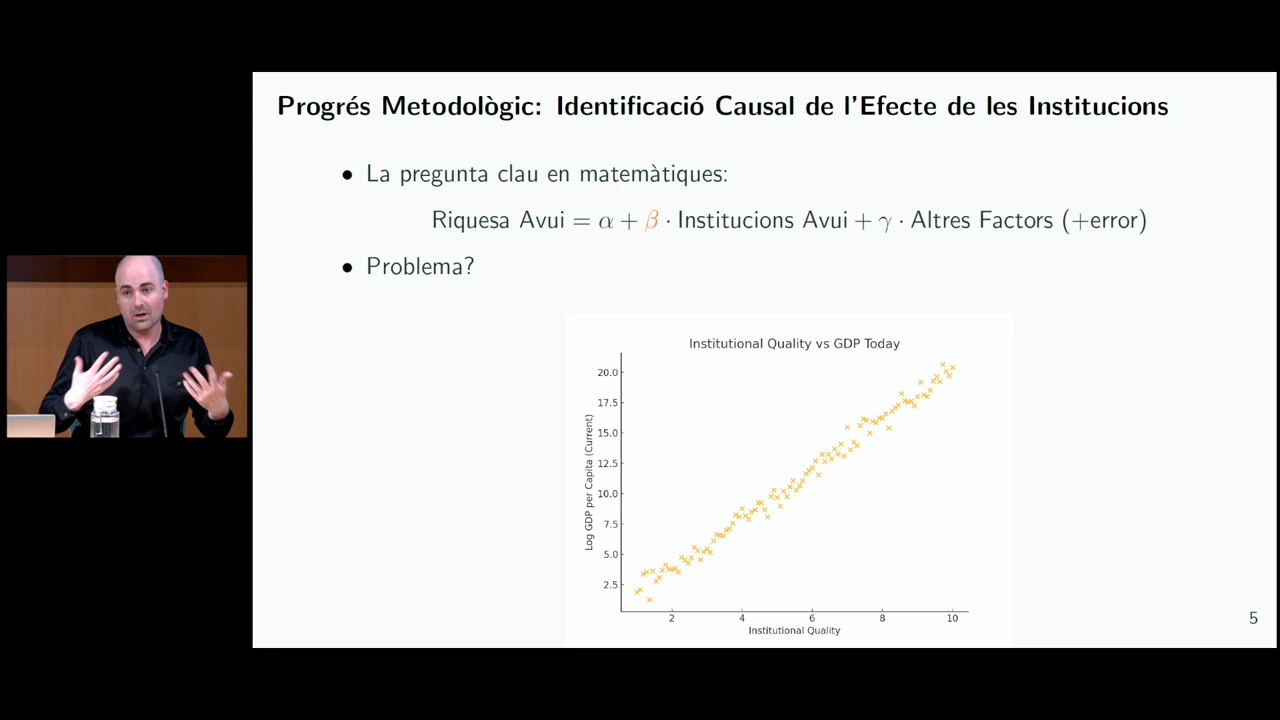 Progrés Metodològic: Identificació Causal de l'Efecte de les Institucions
• La pregunta clau en matemàtiques:
Riquesa Avui = α + β · Institucions Avui + γ · Altres Factors (+error)
• Problema?
Institutional Quality vs GDP Today
Log GDP per Capita (Current)
20.0
17.5
15.0
12.5
10.0
7.5
5.0
2.5
2 4 6 8 10
Institutional Quality
5